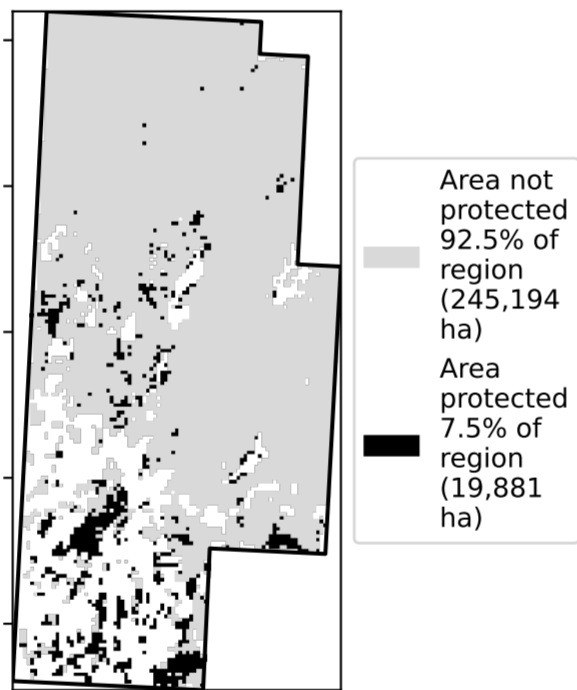 Area not
protected
92.5% of
region
(245,194
ha)
Area
protected
7.5% of
region
(19,881
ha)